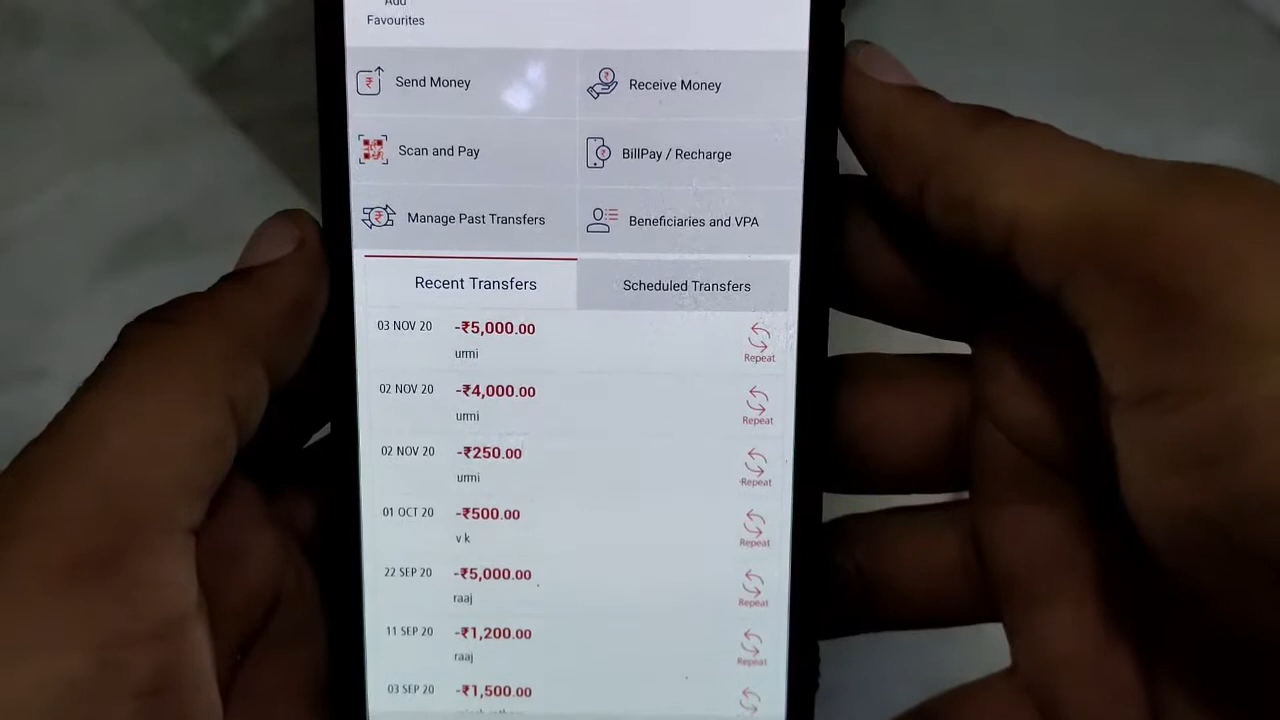 Add
Favourites
Send Money
Receive Money
Scan and Pay
BillPay / Recharge
Manage Past Transfers
Beneficiaries and VPA
Recent Transfers
Scheduled Transfers
03 NOV 20 -₹5,000.00
urmi
Repeat
02 NOV 20 -₹4,000.00
urmi
Repeat
02 NOV 20 -₹250.00
urmi
Repeat
01 OCT 20 -₹500.00
v k
Repeat
22 SEP 20 -₹5,000.00
raaj
Repeat
11 SEP 20 -₹1,200.00
raaj
Repeat
03 SEP 20 -₹1,500.00